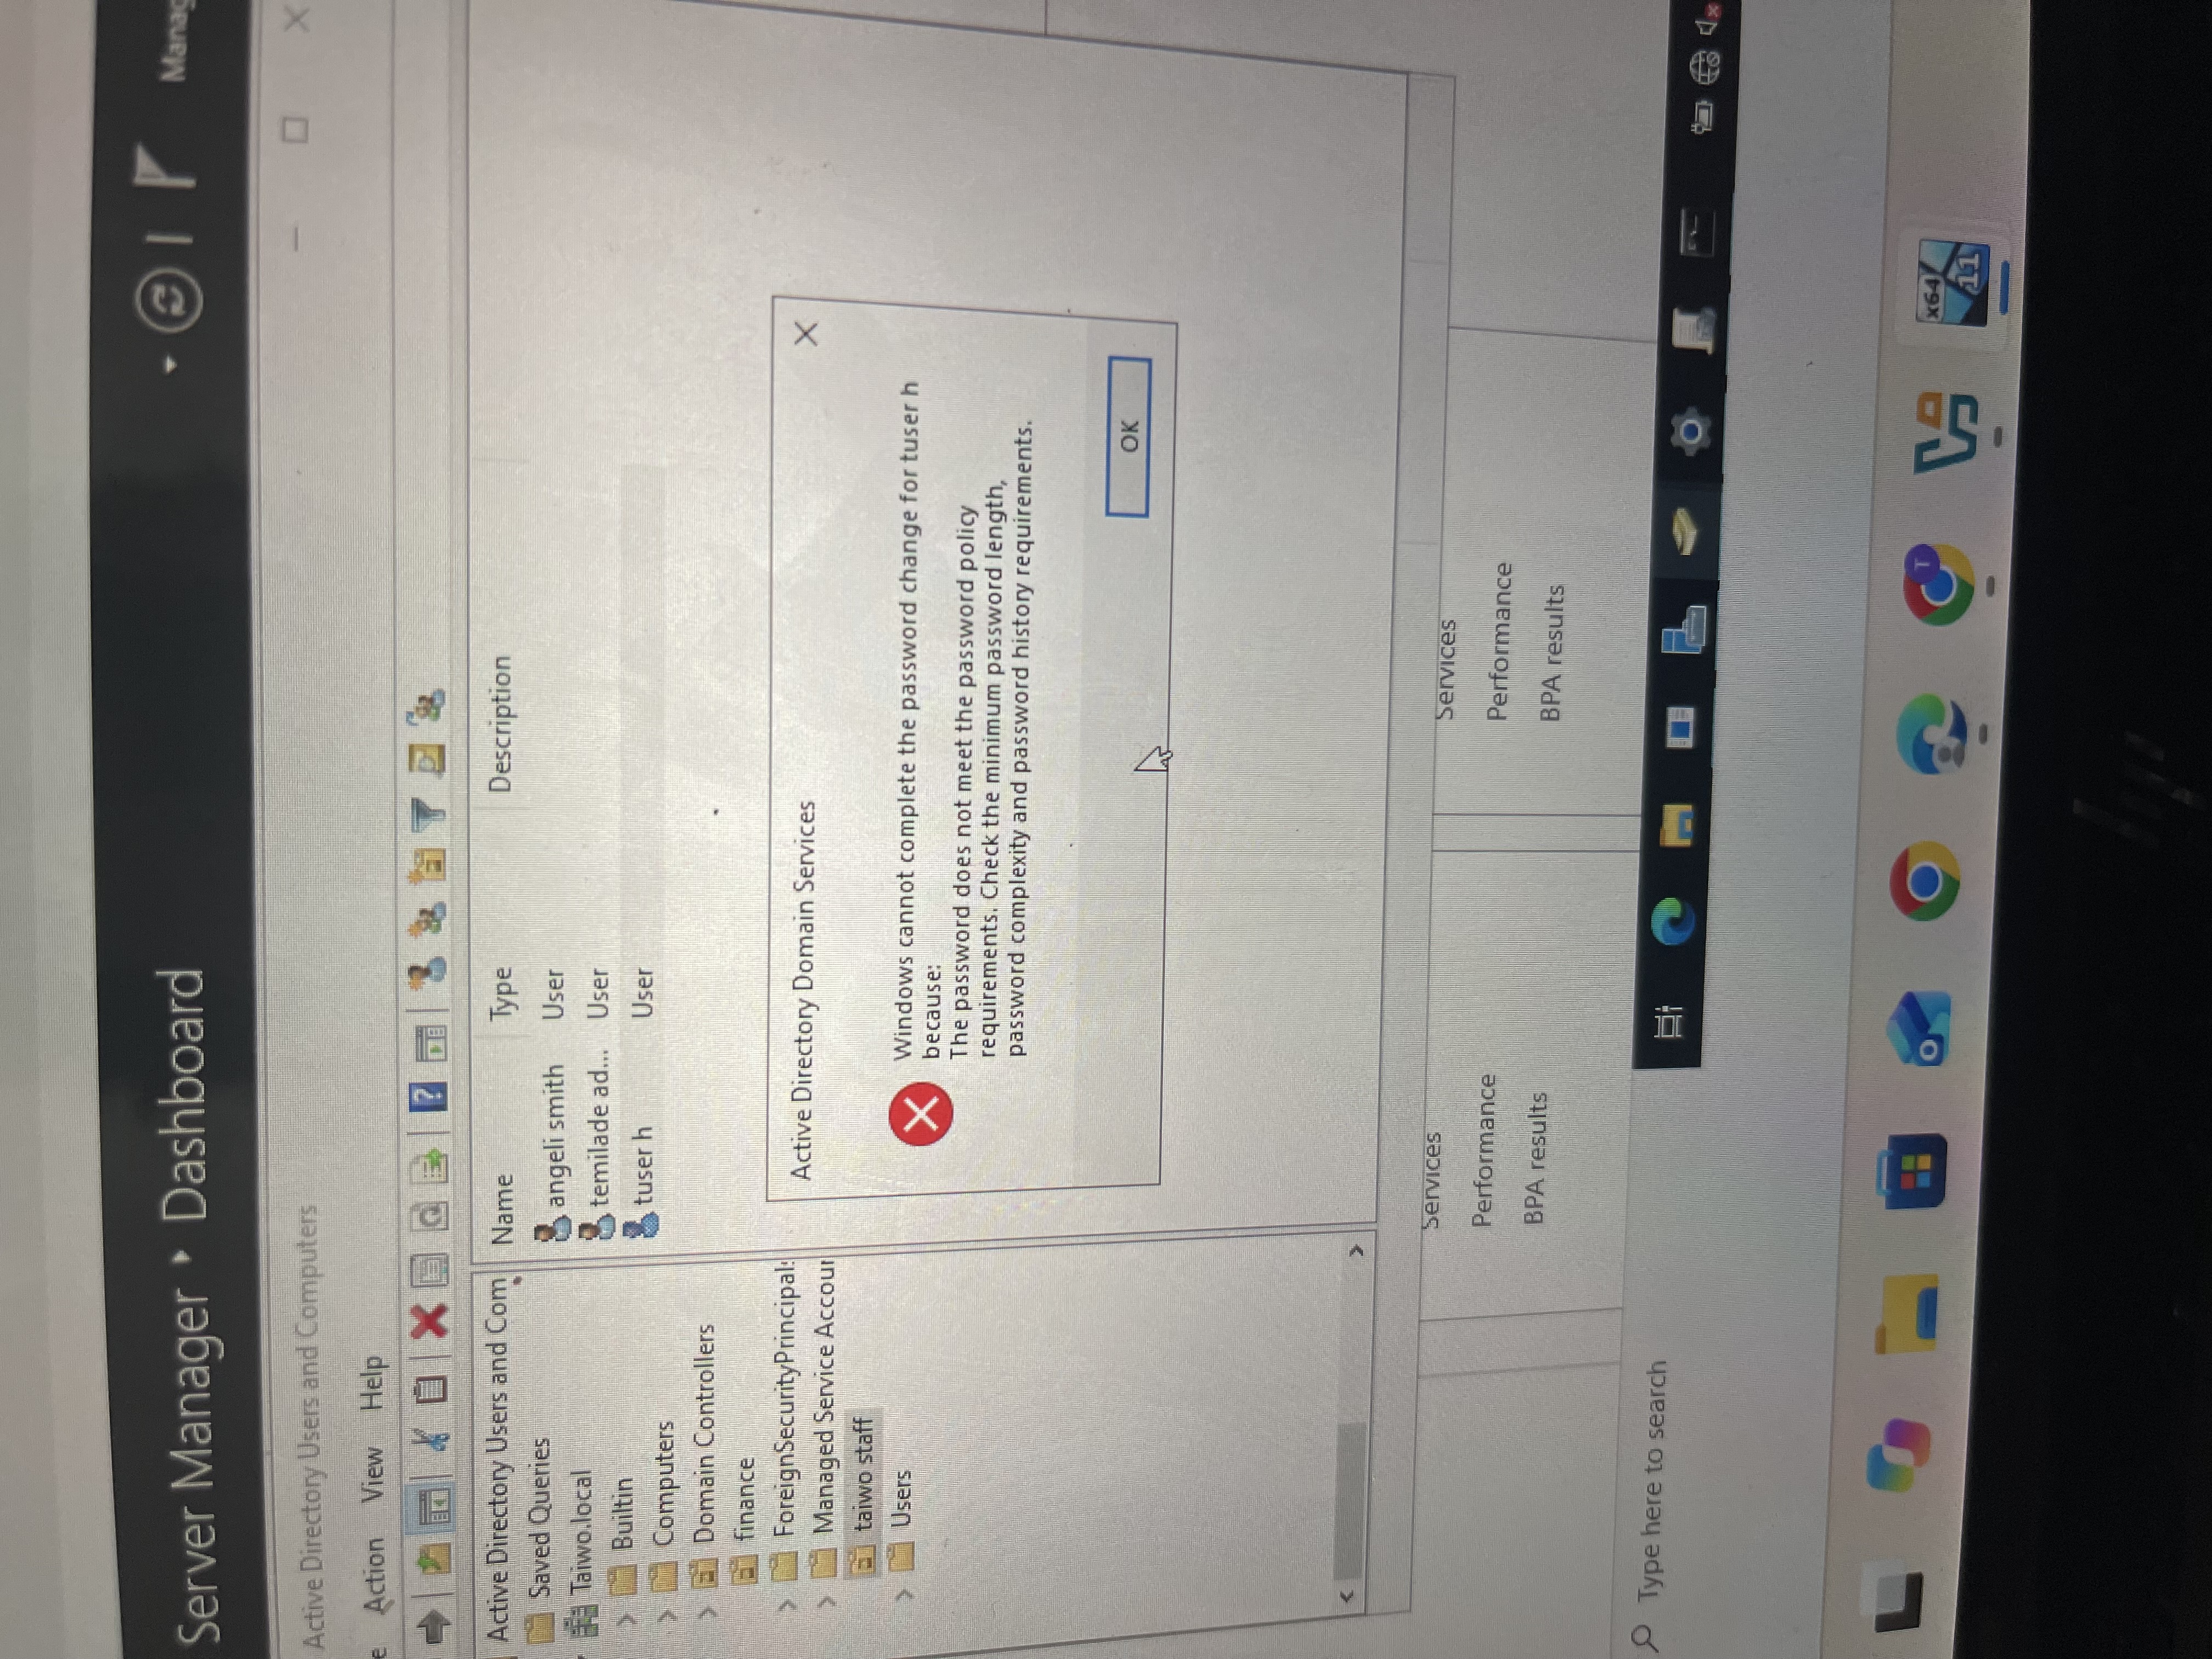 Server Manager ‣ Dashboard
Manag
Active Directory Users and Computers
e Action View Help
Active Directory Users and Com
Saved Queries
Taiwo.local
Builtin
Computers
Domain Controllers
finance
ForeignSecurityPrincipal
Managed Service Accou
taiwo staff
Users
Name Type Description
angeli smith User
temilade ad... User
tuser h User
Active Directory Domain Services
Windows cannot complete the password change for tuser h
because:
The password does not meet the password policy
requirements. Check the minimum password length,
password complexity and password history requirements.
OK
Services
Performance
BPA results
Services
Performance
BPA results
Type here to search
T
x64
11
hp